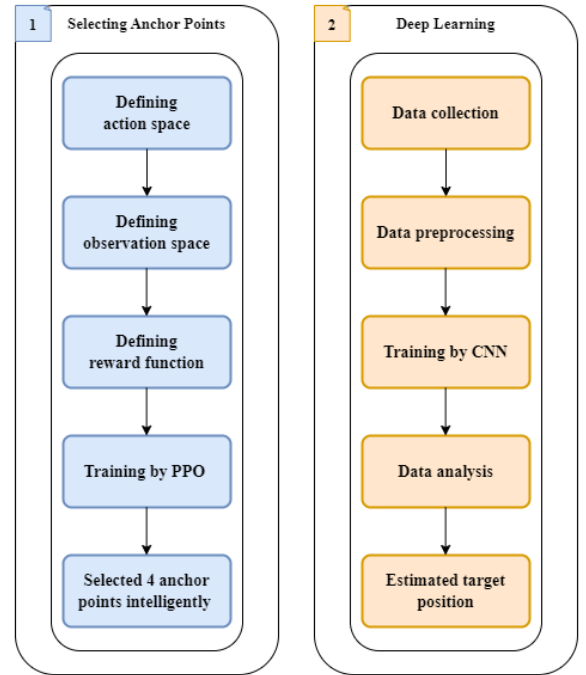 1
Selecting Anchor Points
Defining
action space
Defining
observation space
Defining
reward function
Training by PPO
Selected 4 anchor
points intelligently
2
Deep Learning
Data collection
Data preprocessing
Training by CNN
Data analysis
Estimated target
position